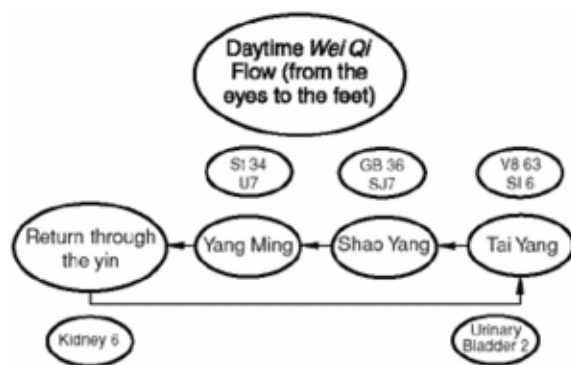 Daytime Wei Qi
Flow (from the
eyes to the feet)
St 34
U7
GB 36
SJ7
V8 63
SI 6
Return through
the yin
Yang Ming
Shao Yang
Tai Yang
Kidney 6
Urinary
Bladder 2